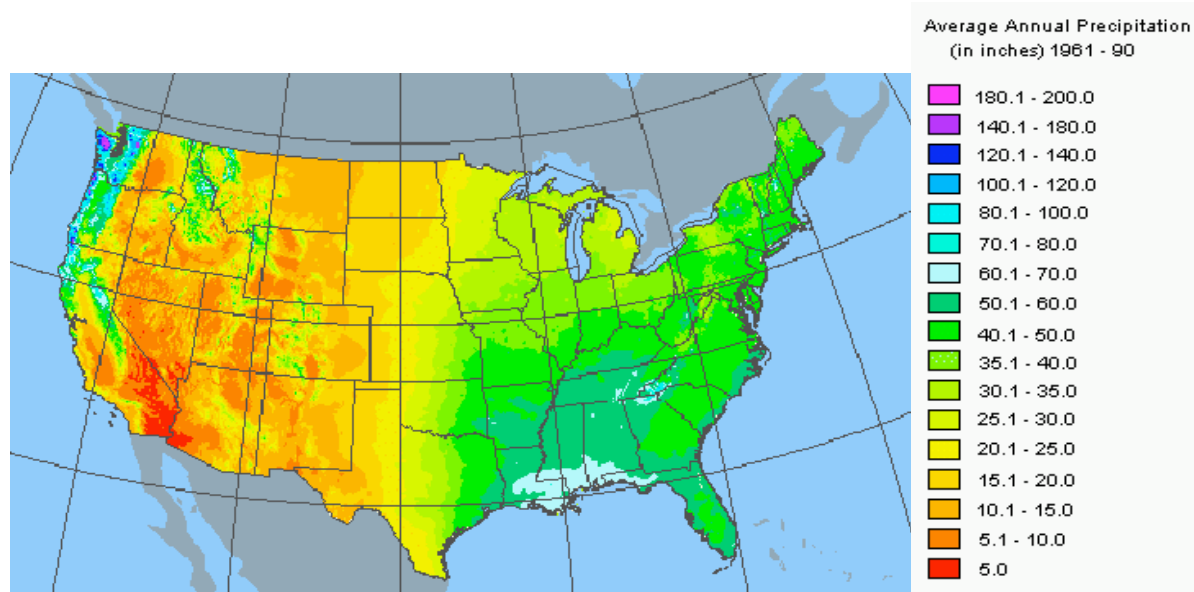 Average Annual Precipitation
(in inches) 1961 - 90
180.1 - 200.0
140.1 - 180.0
120.1 - 140.0
100.1 - 120.0
80.1 - 100.0
70.1 - 80.0
60.1 - 70.0
50.1 - 60.0
40.1 - 50.0
35.1 - 40.0
30.1 - 35.0
25.1 - 30.0
20.1 - 25.0
15.1 - 20.0
10.1 - 15.0
5.1 - 10.0
5.0